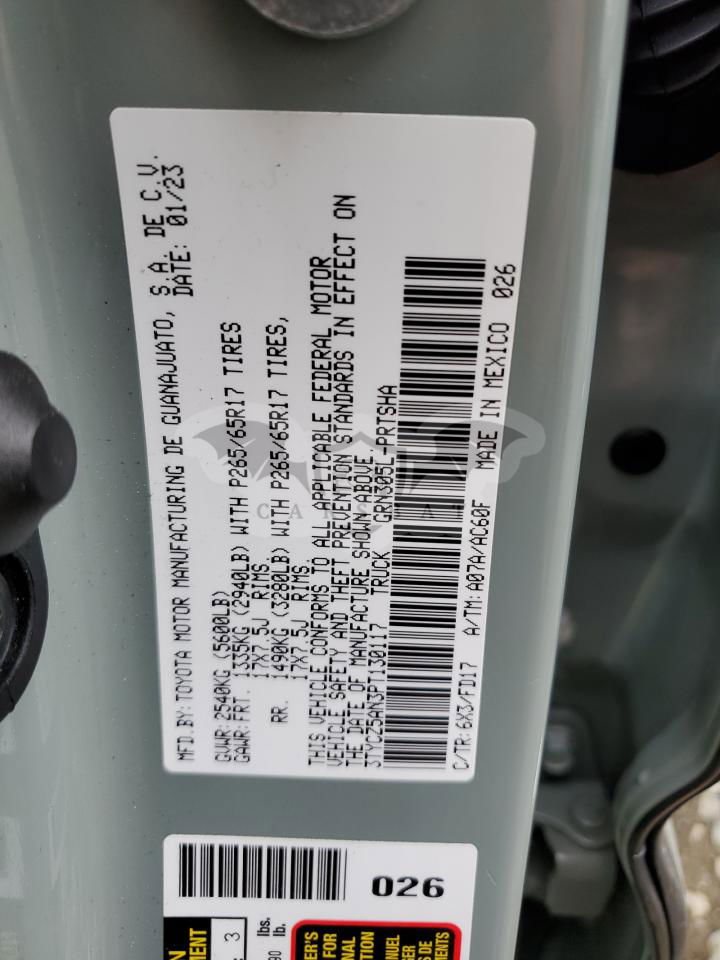 MFD.BY: TOYOTA MOTOR MANUFACTURING DE GUANAJUATO, S.A. DE C.V.
DATE: 01/23
GVWR: 2540KG (5600LB)
GAWR: FRT. 1335KG (2940LB) WITH P265/65R17 TIRES
17X7.5J RIMS.
RR. 1490KG (3280LB) WITH P265/65R17 TIRES,
17X7.5J RIMS.
THIS VEHICLE CONFORMS TO ALL APPLICABLE FEDERAL MOTOR
VEHICLE SAFETY AND THEFT PREVENTION STANDARDS IN EFFECT ON
THE DATE OF MANUFACTURE SHOWN ABOVE.
3TYCZ5AN3PT130117 TRUCK GRN305L-PRTSHA
C/TR: 6X3/FD17 A/TM: A07A/AC60F MADE IN MEXICO 026
026
3
lbs.
lb.